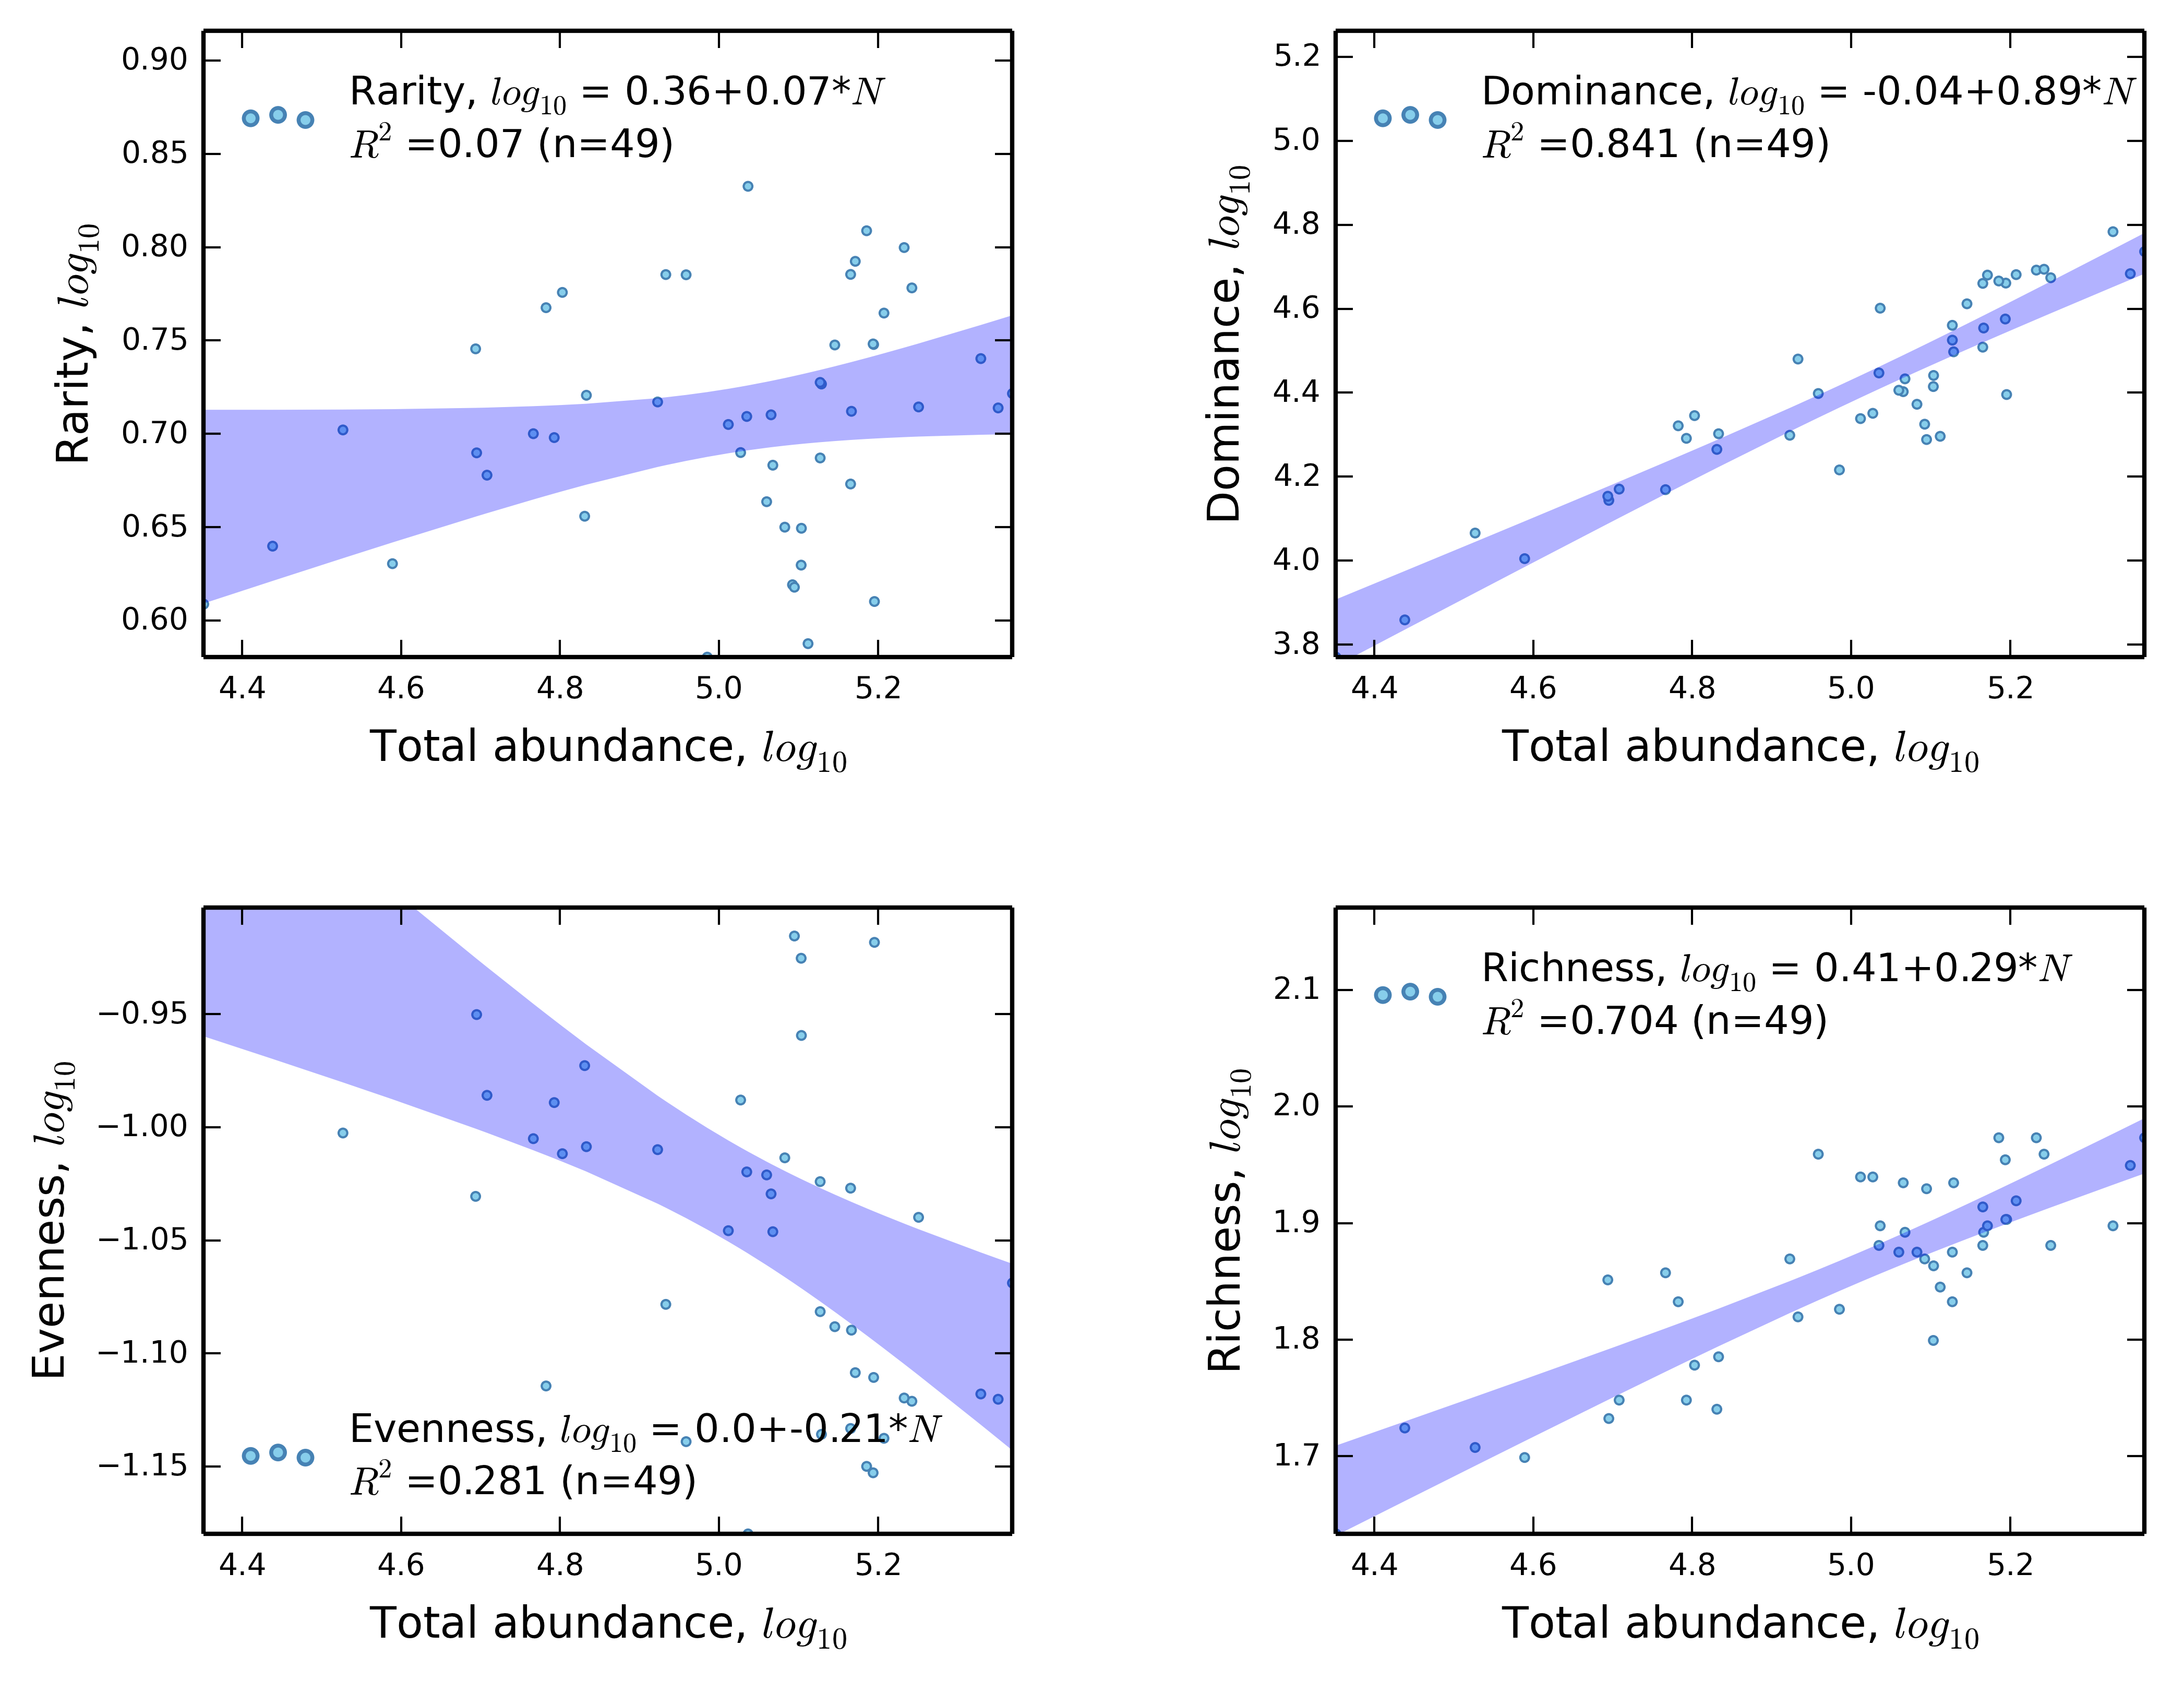 Rarity, log10 = 0.36+0.07*N
R2 =0.07 (n=49)
0.90
0.85
0.80
0.75
0.70
0.65
0.60
Rarity, log10
4.4 4.6 4.8 5.0 5.2
Total abundance, log10
Dominance, log10 = -0.04+0.89*N
R2 =0.841 (n=49)
5.2
5.0
4.8
4.6
4.4
4.2
4.0
3.8
Dominance, log10
4.4 4.6 4.8 5.0 5.2
Total abundance, log10
−0.95
−1.00
−1.05
−1.10
−1.15
Evenness, log10
Evenness, log10 = 0.0+-0.21*N
R2 =0.281 (n=49)
4.4 4.6 4.8 5.0 5.2
Total abundance, log10
Richness, log10 = 0.41+0.29*N
R2 =0.704 (n=49)
2.1
2.0
1.9
1.8
1.7
Richness, log10
4.4 4.6 4.8 5.0 5.2
Total abundance, log10